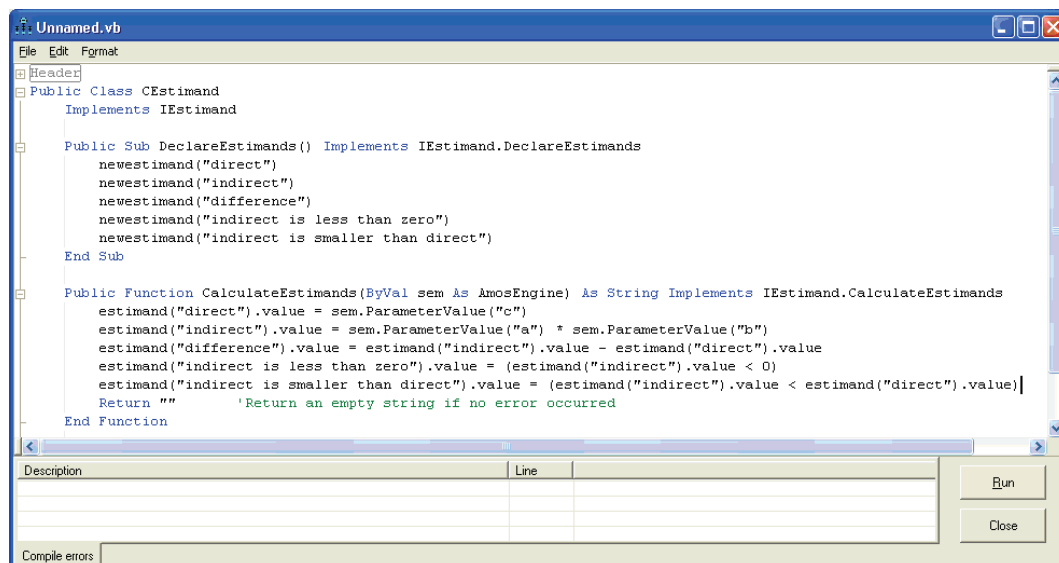 Unnamed.vb
File Edit Format
Header
Public Class CEstimand
Implements IEstimand
Public Sub DeclareEstimands() Implements IEstimand.DeclareEstimands
newestimand("direct")
newestimand("indirect")
newestimand("difference")
newestimand("indirect is less than zero")
newestimand("indirect is smaller than direct")
End Sub
Public Function CalculateEstimands(ByVal sem As AmosEngine) As String Implements IEstimand.CalculateEstimands
estimand("direct").value = sem.ParameterValue("c")
estimand("indirect").value = sem.ParameterValue("a") * sem.ParameterValue("b")
estimand("difference").value = estimand("indirect").value - estimand("direct").value
estimand("indirect is less than zero").value = (estimand("indirect").value < 0)
estimand("indirect is smaller than direct").value = (estimand("indirect").value < estimand("direct").value)
Return "" 'Return an empty string if no error occurred
End Function
Description Line
Run
Close
Compile errors